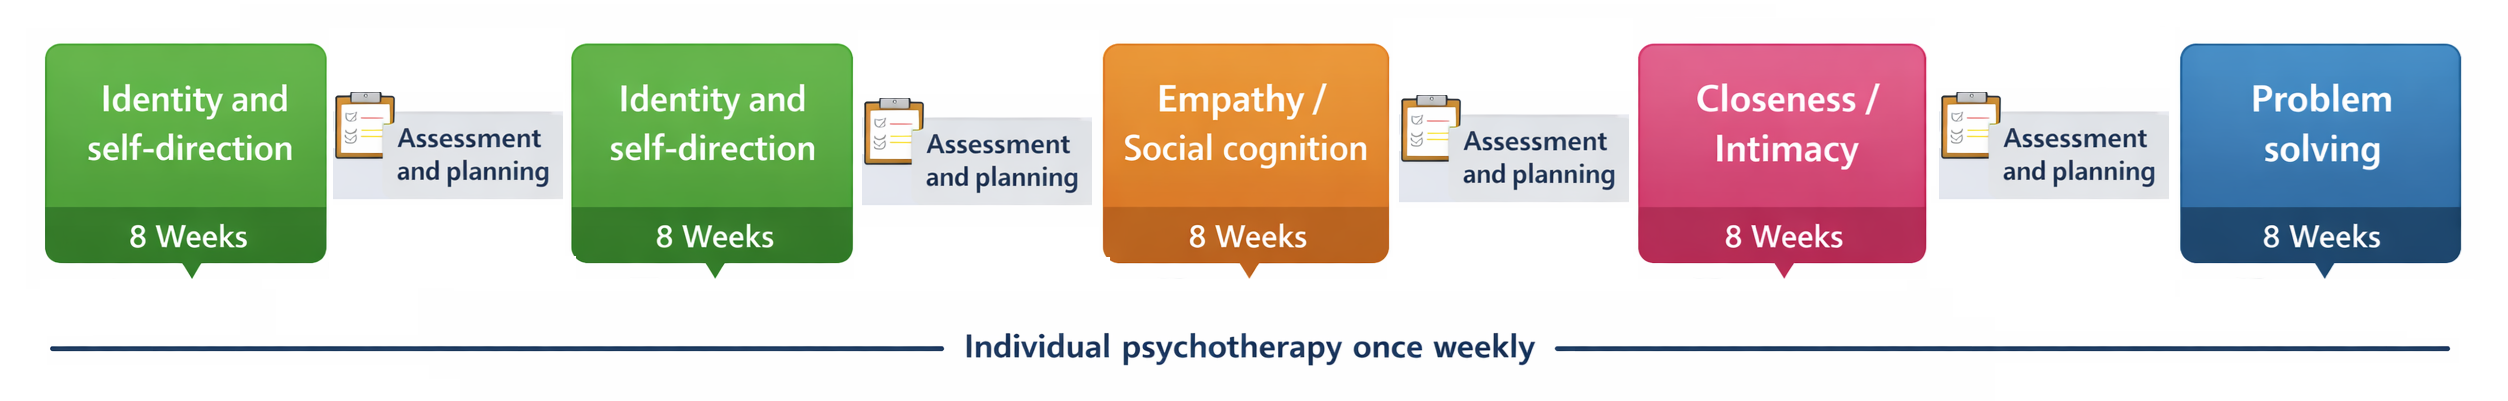 Identity and
self-direction
8 Weeks
Assessment
and planning
Identity and
self-direction
8 Weeks
Assessment
and planning
Empathy /
Social cognition
8 Weeks
Assessment
and planning
Closeness /
Intimacy
8 Weeks
Assessment
and planning
Problem
solving
8 Weeks
Individual psychotherapy once weekly